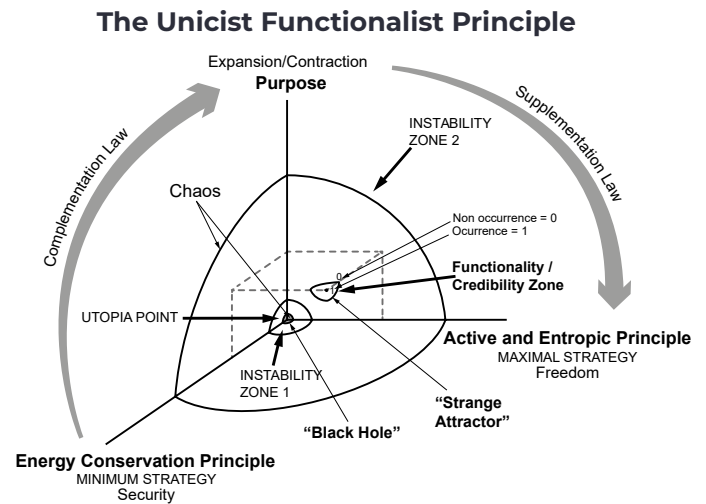 The Unicist Functionalist Principle
Expansion/Contraction
Purpose
Complementation Law
Supplementation Law
INSTABILITY
ZONE 2
Chaos
Non occurrence = 0
Ocurrence = 1
0
1
Functionality /
Credibility Zone
UTOPIA POINT
Active and Entropic Principle
MAXIMAL STRATEGY
Freedom
INSTABILITY
ZONE 1
"Strange
Attractor"
"Black Hole"
Energy Conservation Principle
MINIMUM STRATEGY
Security